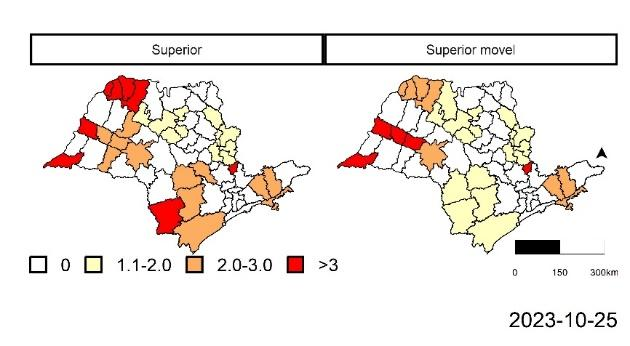 Superior
Superior movel
0 1.1-2.0 2.0-3.0 >3
0 150 300km
2023-10-25